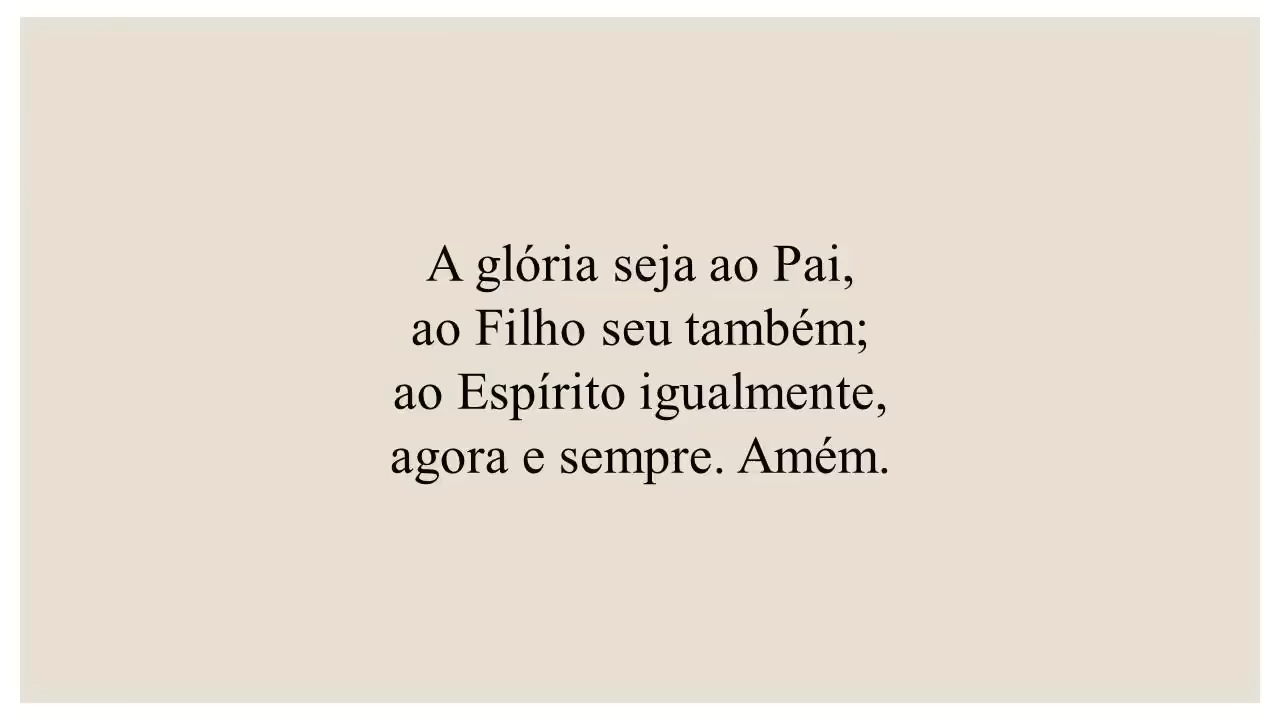 A glória seja ao Pai,
ao Filho seu também;
ao Espírito igualmente,
agora e sempre. Amém.